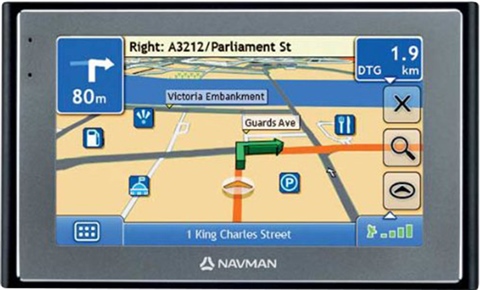 Right: A3212/Parliament St
80m
1.9
DTG km
Victoria Embankment
Guards Ave
P
1 King Charles Street
NAVMAN